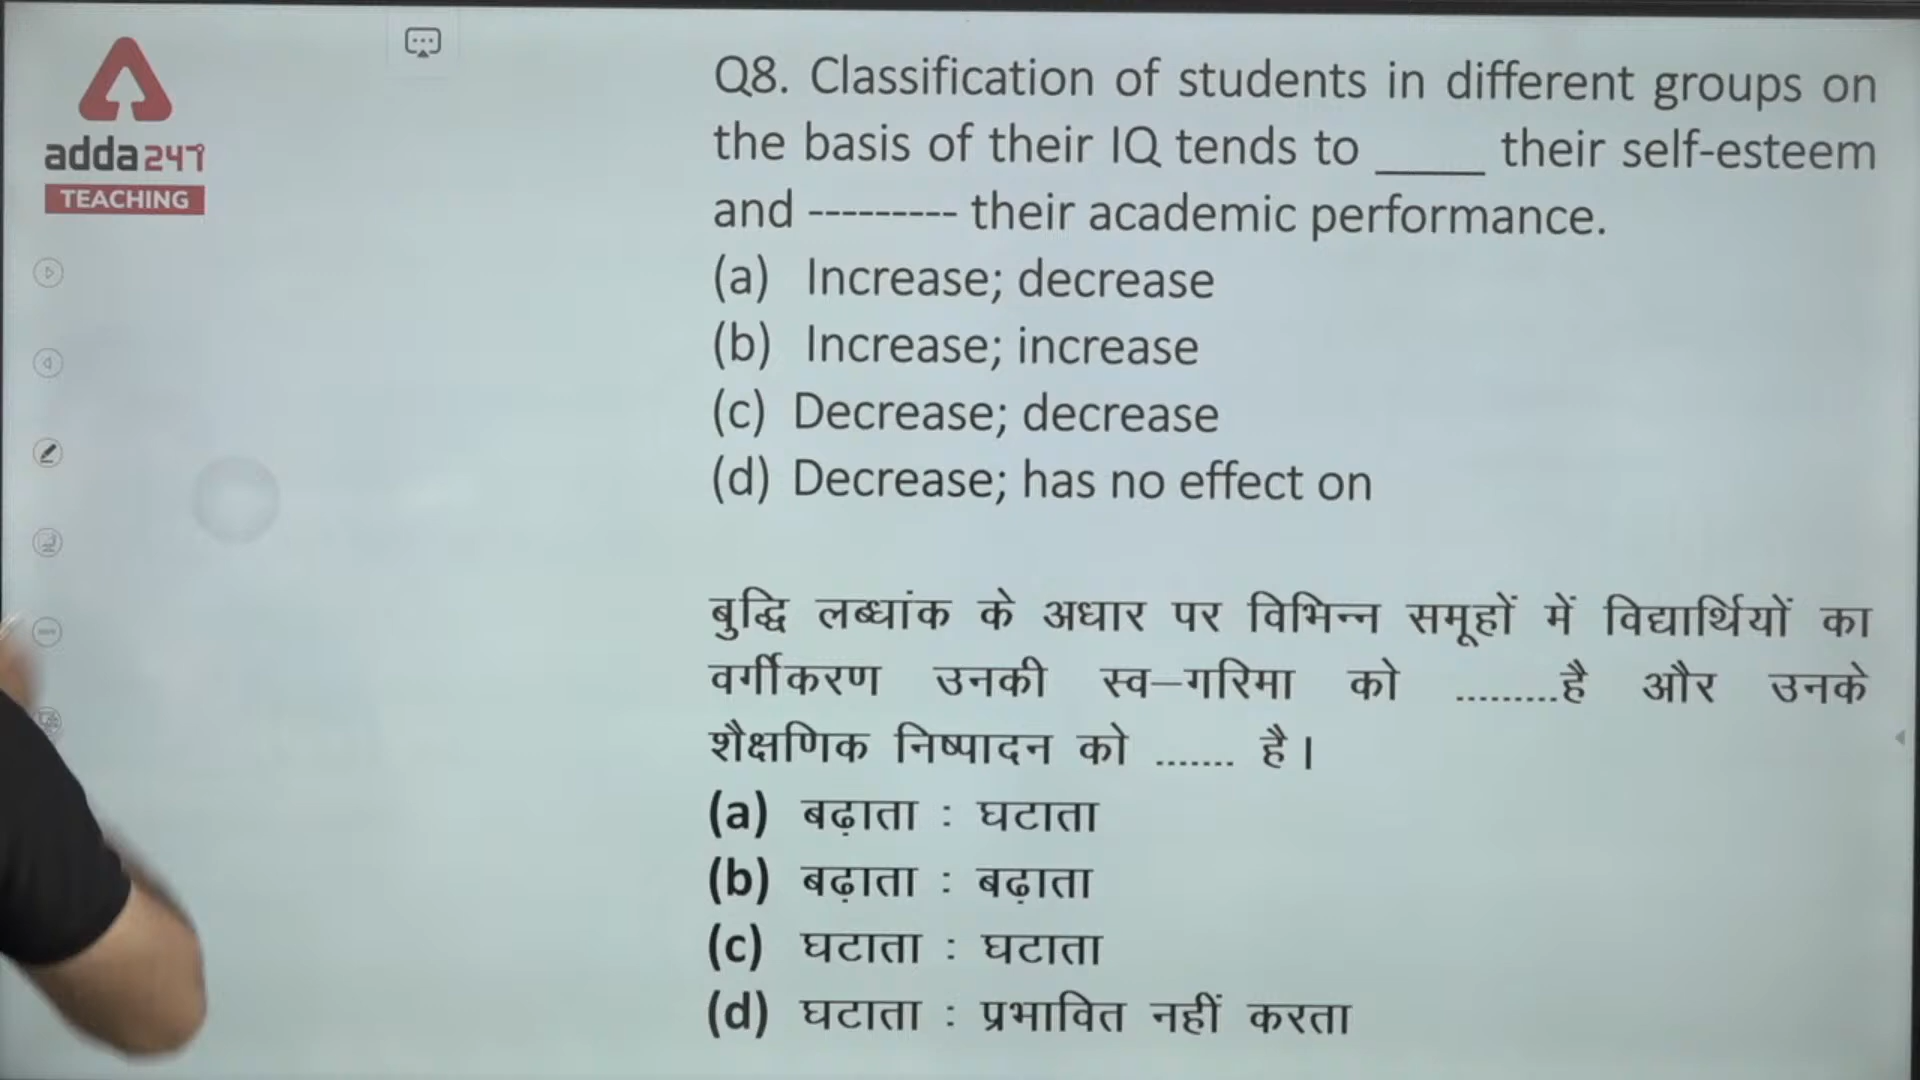 adda247
TEACHING
Q8. Classification of students in different groups on
the basis of their IQ tends to _____ their self-esteem
and --------- their academic performance.
(a) Increase; decrease
(b) Increase; increase
(c) Decrease; decrease
(d) Decrease; has no effect on
बुद्धि लब्धांक के अधार पर विभिन्न समूहों में विद्यार्थियों का
वर्गीकरण उनकी स्व–गरिमा को .........है और उनके
शैक्षणिक निष्पादन को ....... है।
(a) बढ़ाता : घटाता
(b) बढ़ाता : बढ़ाता
(c) घटाता : घटाता
(d) घटाता : प्रभावित नहीं करता